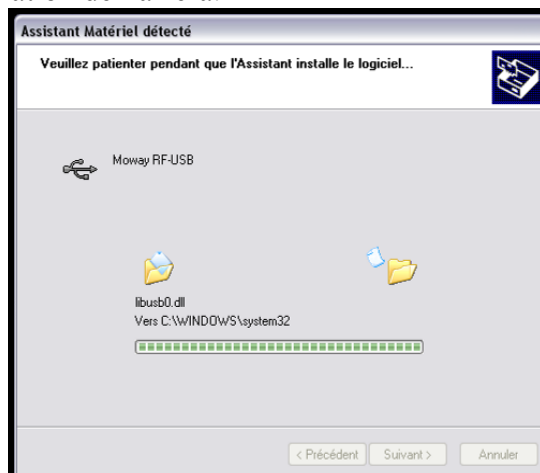 Assistant Matériel détecté
Veuillez patienter pendant que l'Assistant installe le logiciel...
Moway RF-USB
libusb0.dll
Vers C:\WINDOWS\system32
< Précédent
Suivant >
Annuler